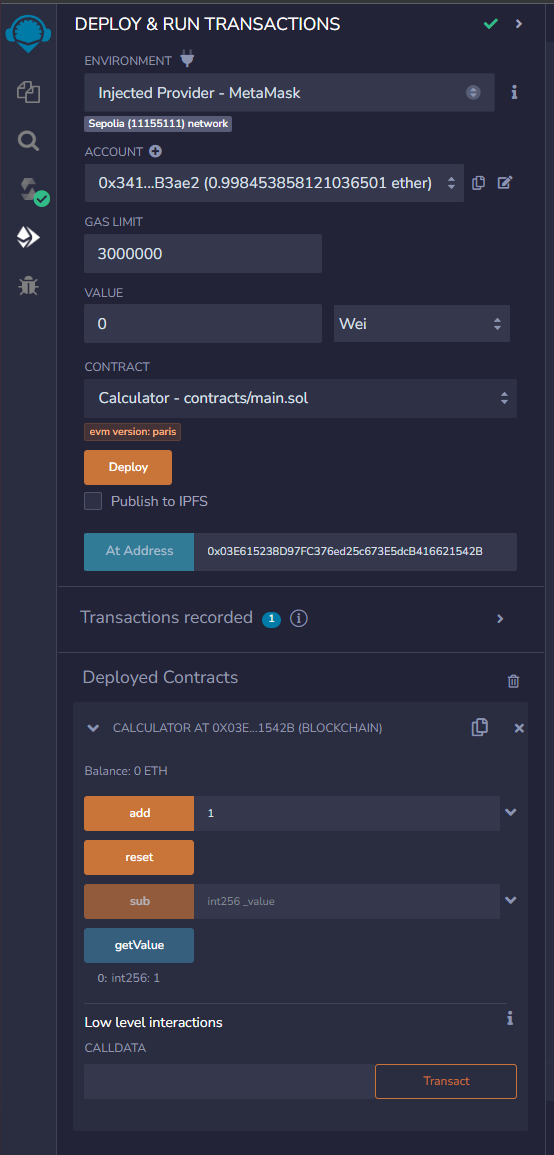 DEPLOY & RUN TRANSACTIONS
ENVIRONMENT
Injected Provider - MetaMask
Sepolia (11155111) network
ACCOUNT
0x341...B3ae2 (0.998453858121036501 ether)
GAS LIMIT
3000000
VALUE
0 Wei
CONTRACT
Calculator - contracts/main.sol
evm version: paris
Deploy
Publish to IPFS
At Address 0x03E615238D97FC376ed25c673E5dcB416621542B
Transactions recorded 1
Deployed Contracts
CALCULATOR AT 0X03E...1542B (BLOCKCHAIN)
Balance: 0 ETH
add 1
reset
sub int256 _value
getValue
0: int256: 1
Low level interactions
CALLDATA
Transact